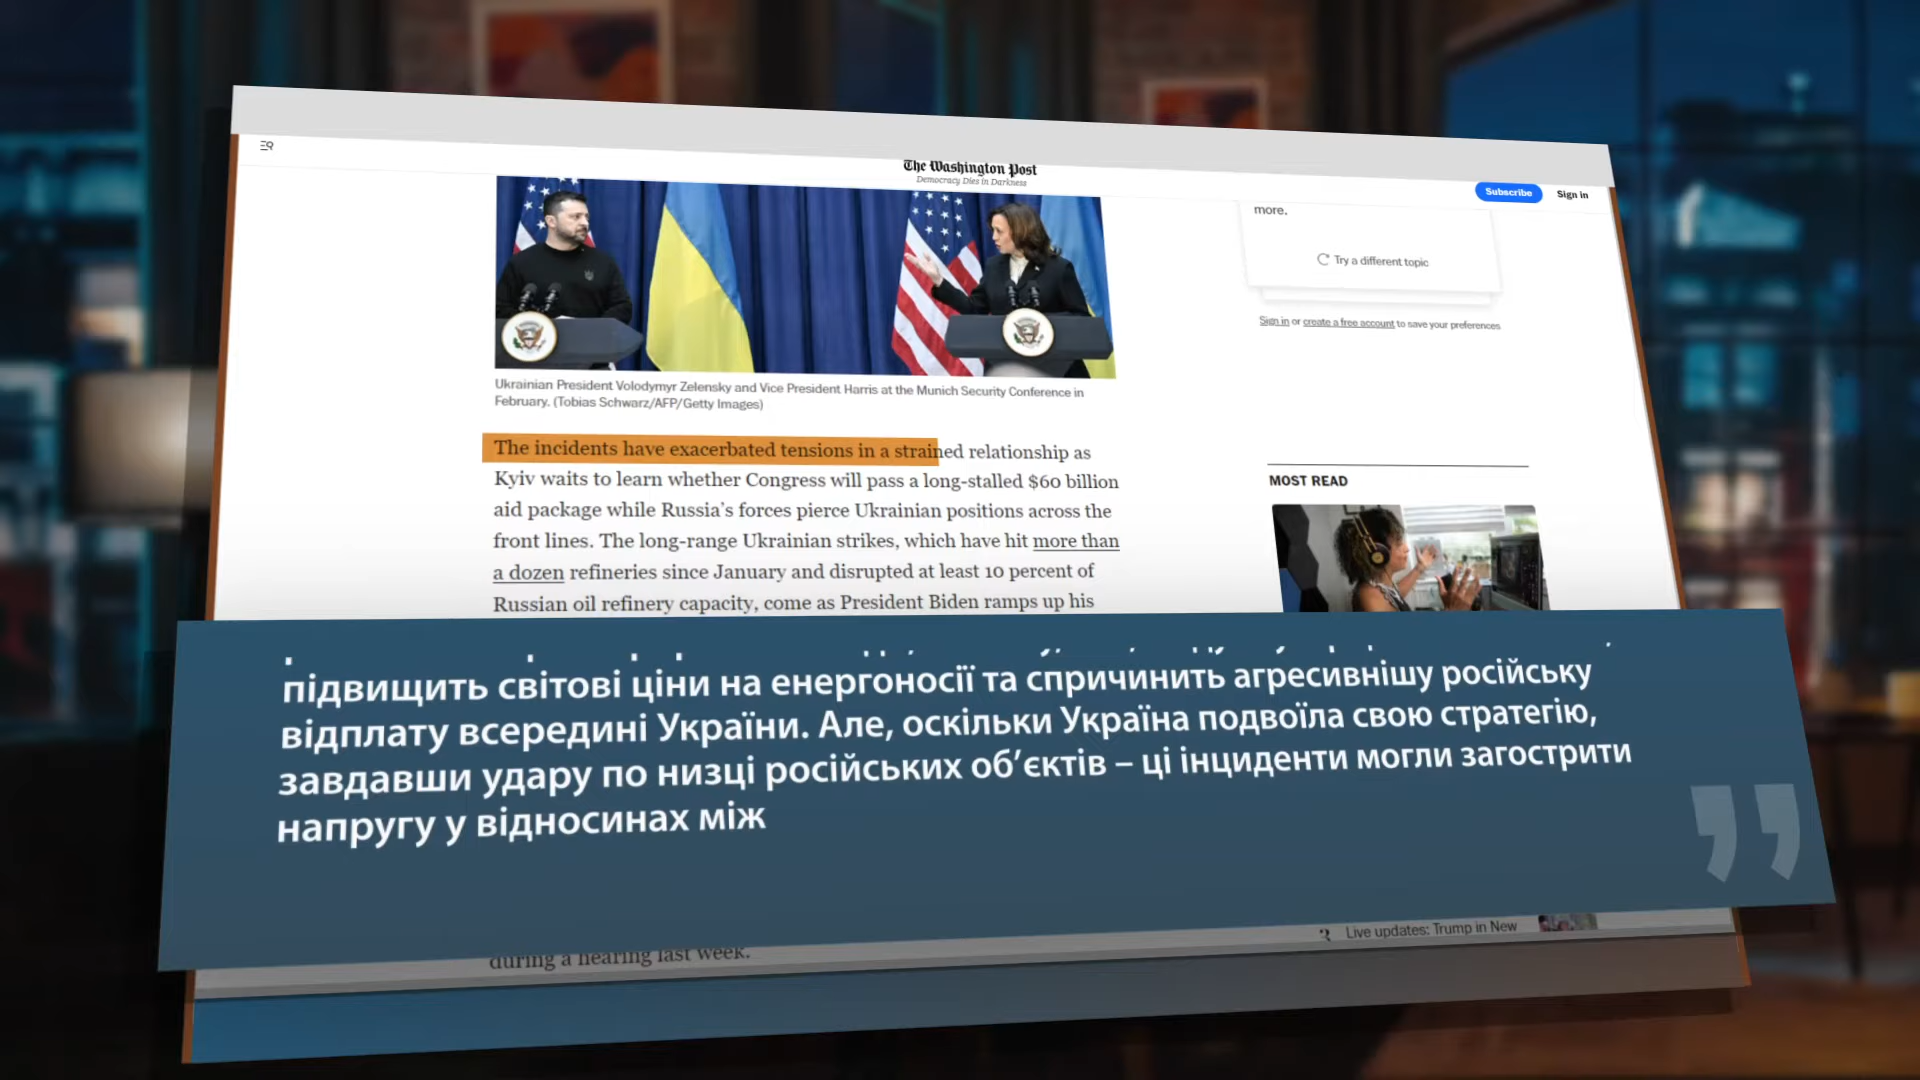 The Washington Post
Democracy Dies in Darkness
Subscribe
Sign in
more.
Try a different topic
Sign in or create a free account to save your preferences
Ukrainian President Volodymyr Zelensky and Vice President Harris at the Munich Security Conference in
February. (Tobias Schwarz/AFP/Getty Images)
The incidents have exacerbated tensions in a strained relationship as
Kyiv waits to learn whether Congress will pass a long-stalled $60 billion
aid package while Russia's forces pierce Ukrainian positions across the
front lines. The long-range Ukrainian strikes, which have hit more than
a dozen refineries since January and disrupted at least 10 percent of
Russian oil refinery capacity, come as President Biden ramps up his
MOST READ
підвищить світові ціни на енергоносії та спричинить агресивнішу російську
відплату всередині України. Але, оскільки Україна подвоїла свою стратегію,
завдавши удару по низці російських об'єктів – ці інциденти могли загострити
напругу у відносинах між
during a hearing last week.
3 Live updates: Trump in New